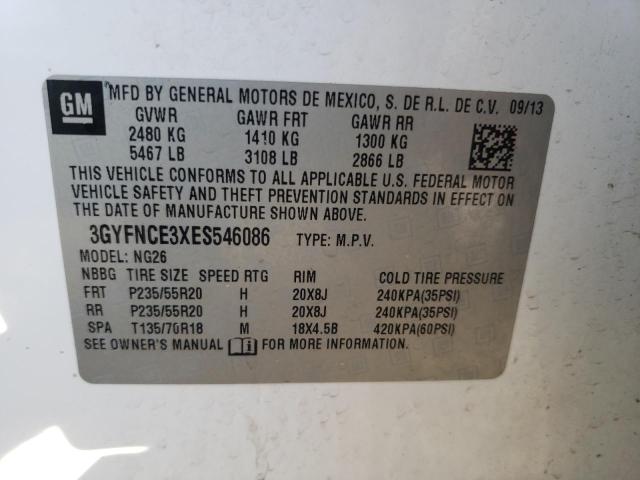 GM MFD BY GENERAL MOTORS DE MEXICO, S. DE R.L. DE C.V. 09/13
GVWR GAWR FRT GAWR RR
2480 KG 1410 KG 1300 KG
5467 LB 3108 LB 2866 LB
THIS VEHICLE CONFORMS TO ALL APPLICABLE U.S. FEDERAL MOTOR
VEHICLE SAFETY AND THEFT PREVENTION STANDARDS IN EFFECT ON
THE DATE OF MANUFACTURE SHOWN ABOVE.
3GYFNCE3XES546086 TYPE: M.P.V.
MODEL: NG26
NBBG TIRE SIZE SPEED RTG RIM COLD TIRE PRESSURE
FRT P235/55R20 H 20X8J 240KPA(35PSI)
RR P235/55R20 H 20X8J 240KPA(35PSI)
SPA T135/70R18 M 18X4.5B 420KPA(60PSI)
SEE OWNER'S MANUAL FOR MORE INFORMATION.